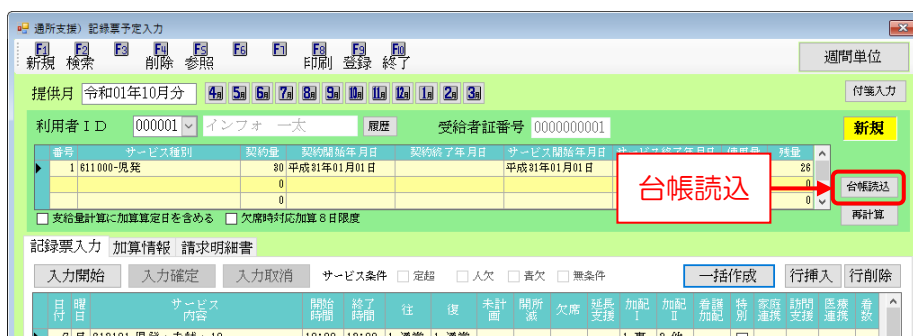 通所支援）記録票予定入力
F1 F2 F3 F4 F5 F6 F7 F8 F9 F10
新規 検索 削除 参照 印刷 登録 終了
週間単位
提供月 令和01年10月分 4月 5月 6月 7月 8月 9月 10月 11月 12月 1月 2月 3月
付箋入力
利用者ＩＤ 000001 インフォ 一太 履歴 受給者証番号 0000000001 新規
番号 サービス種別 契約量 契約開始年月日 契約終了年月日 サービス開始年月日 残量
1 611000-児発 30 平成31年01月01日 平成31年01月01日 26
0 0
0 0
台帳読込
台帳読込
再計算
支給量計算に加算算定日を含める 欠席時対応加算８日限度
記録票入力 加算情報 請求明細書
入力開始 入力確定 入力取消 サービス条件 定超 人欠 責欠 無条件 一括作成 行挿入 行削除
日付 曜日 サービス内容 開始時間 終了時間 往 復 未計画 開所減 欠席 延長支援 加配Ⅰ 加配Ⅱ 看護加配 特別 家庭連携 訪問支援 医療連携 看数